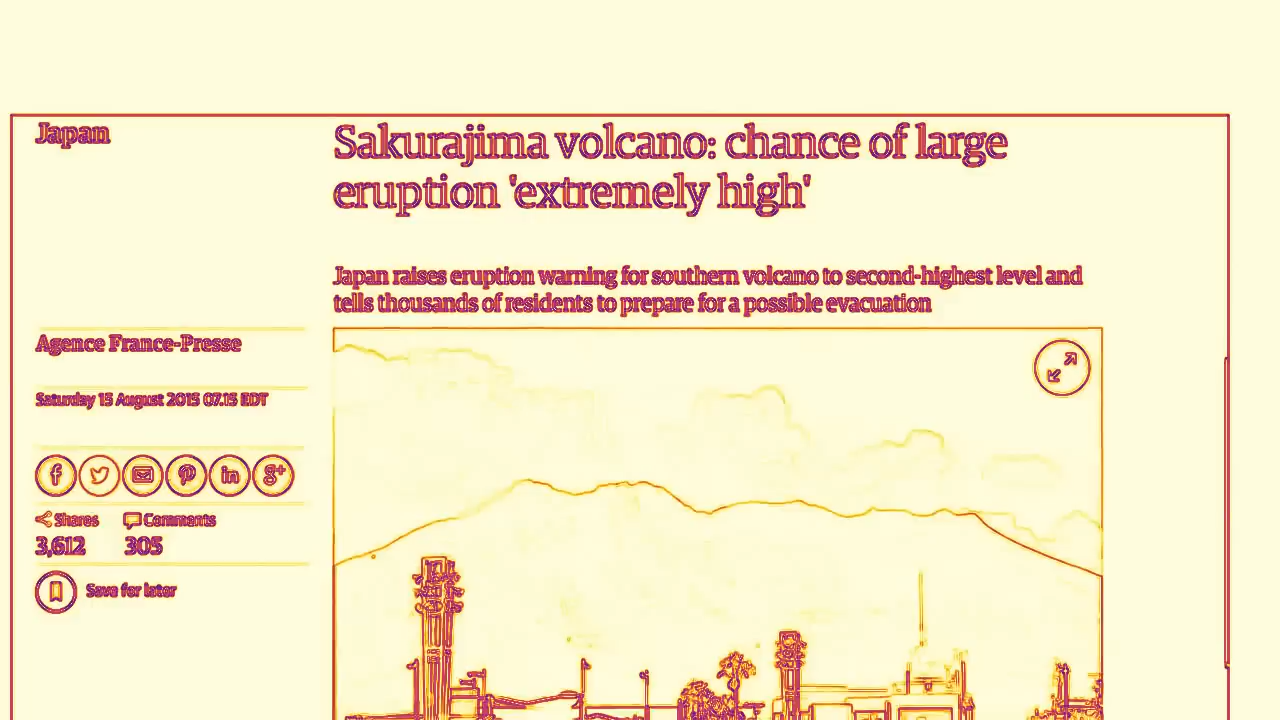 Japan
Sakurajima volcano: chance of large
eruption 'extremely high'
Japan raises eruption warning for southern volcano to second-highest level and
tells thousands of residents to prepare for a possible evacuation
Agence France-Presse
Saturday 15 August 2015 07.15 EDT
Shares
Comments
3,612
305
Save for later